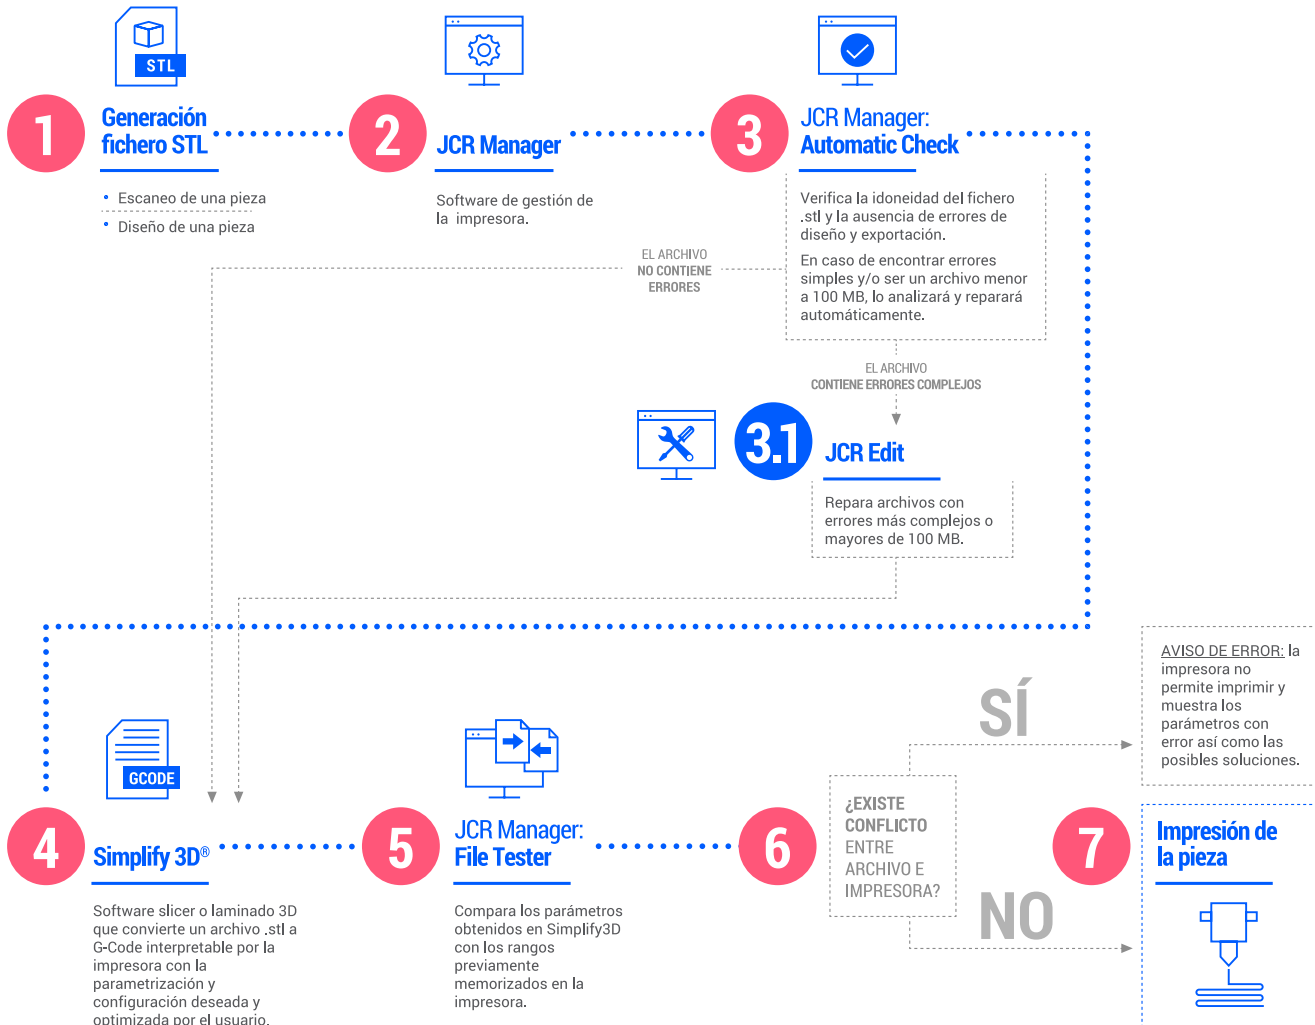 STL
1
Generación
fichero STL
• Escaneo de una pieza
• Diseño de una pieza
2
JCR Manager
Software de gestión de
la impresora.
3
JCR Manager:
Automatic Check
Verifica la idoneidad del fichero
.stl y la ausencia de errores de
diseño y exportación.
En caso de encontrar errores
simples y/o ser un archivo menor
a 100 MB, lo analizará y reparará
automáticamente.
EL ARCHIVO
NO CONTIENE
ERRORES
EL ARCHIVO
CONTIENE ERRORES COMPLEJOS
3.1
JCR Edit
Repara archivos con
errores más complejos o
mayores de 100 MB.
GCODE
4
Simplify 3D®
Software slicer o laminado 3D
que convierte un archivo .stl a
G-Code interpretable por la
impresora con la
parametrización y
configuración deseada y
optimizada por el usuario.
5
JCR Manager:
File Tester
Compara los parámetros
obtenidos en Simplify3D
con los rangos
previamente
memorizados en la
impresora.
6
¿EXISTE
CONFLICTO
ENTRE
ARCHIVO E
IMPRESORA?
SÍ
AVISO DE ERROR: la
impresora no
permite imprimir y
muestra los
parámetros con
error así como las
posibles soluciones.
NO
7
Impresión de
la pieza